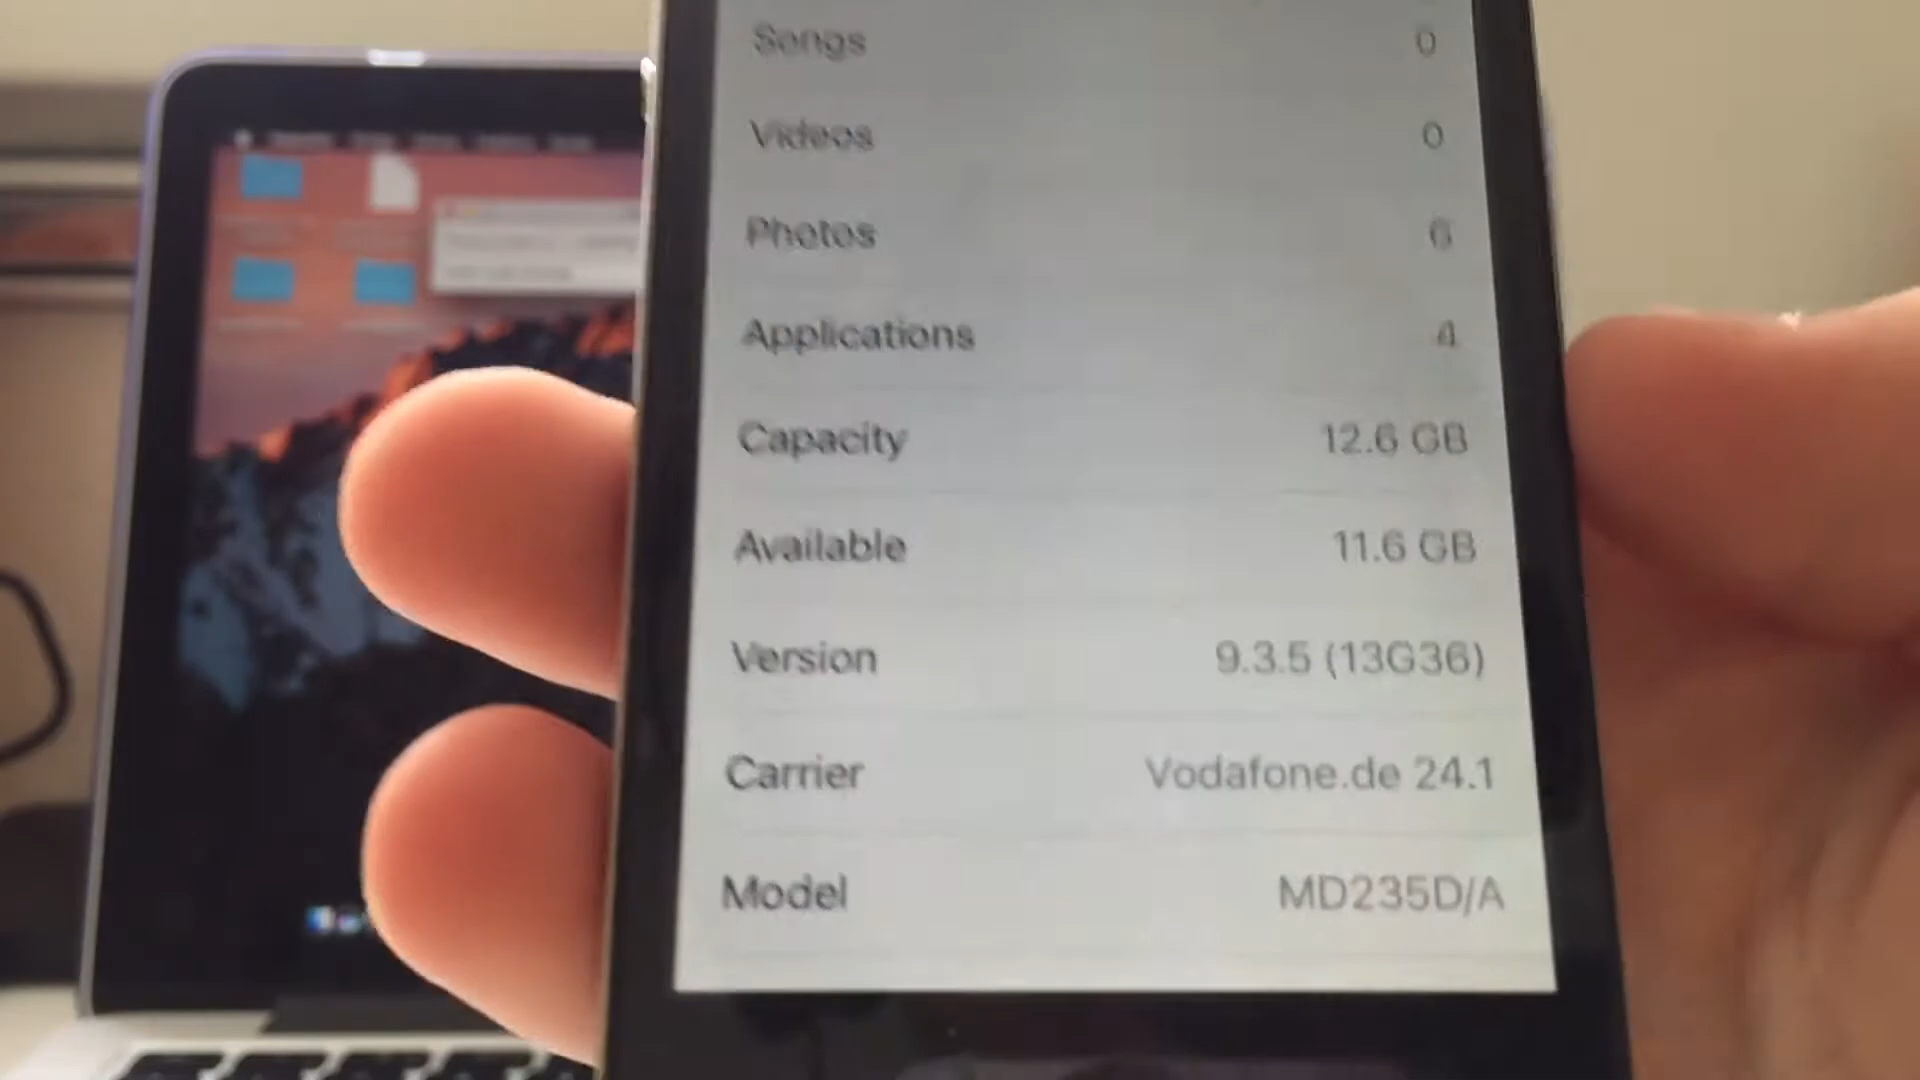 Songs 0
Videos 0
Photos 6
Applications 4
Capacity 12.6 GB
Available 11.6 GB
Version 9.3.5 (13G36)
Carrier Vodafone.de 24.1
Model MD235D/A